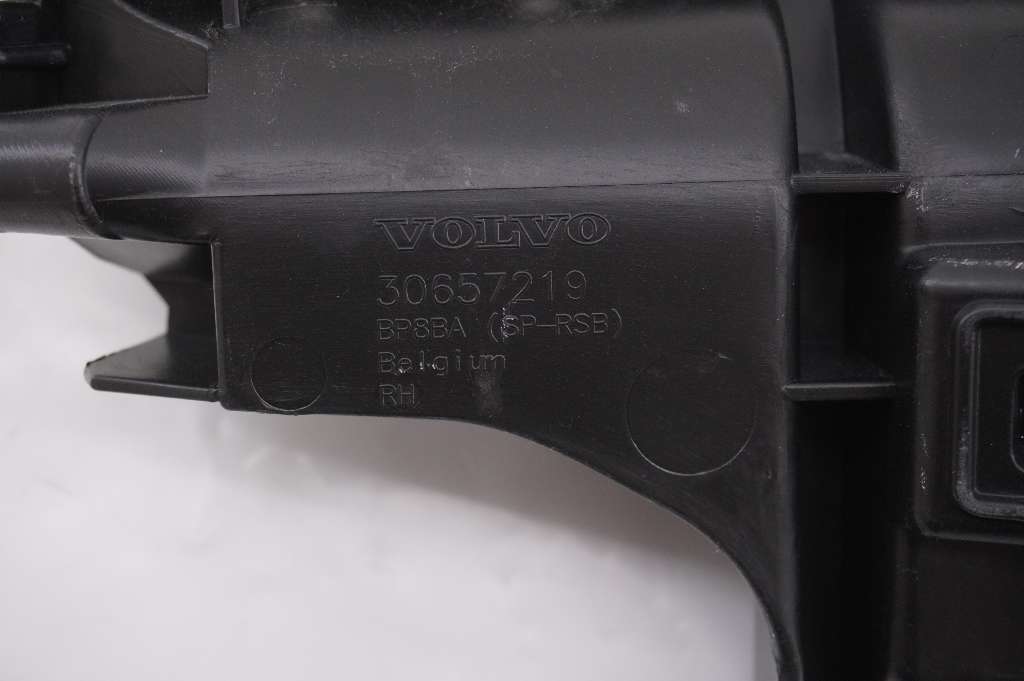 VOLVO
30657219
BP8BA (SP-RSB)
Belgium
RH